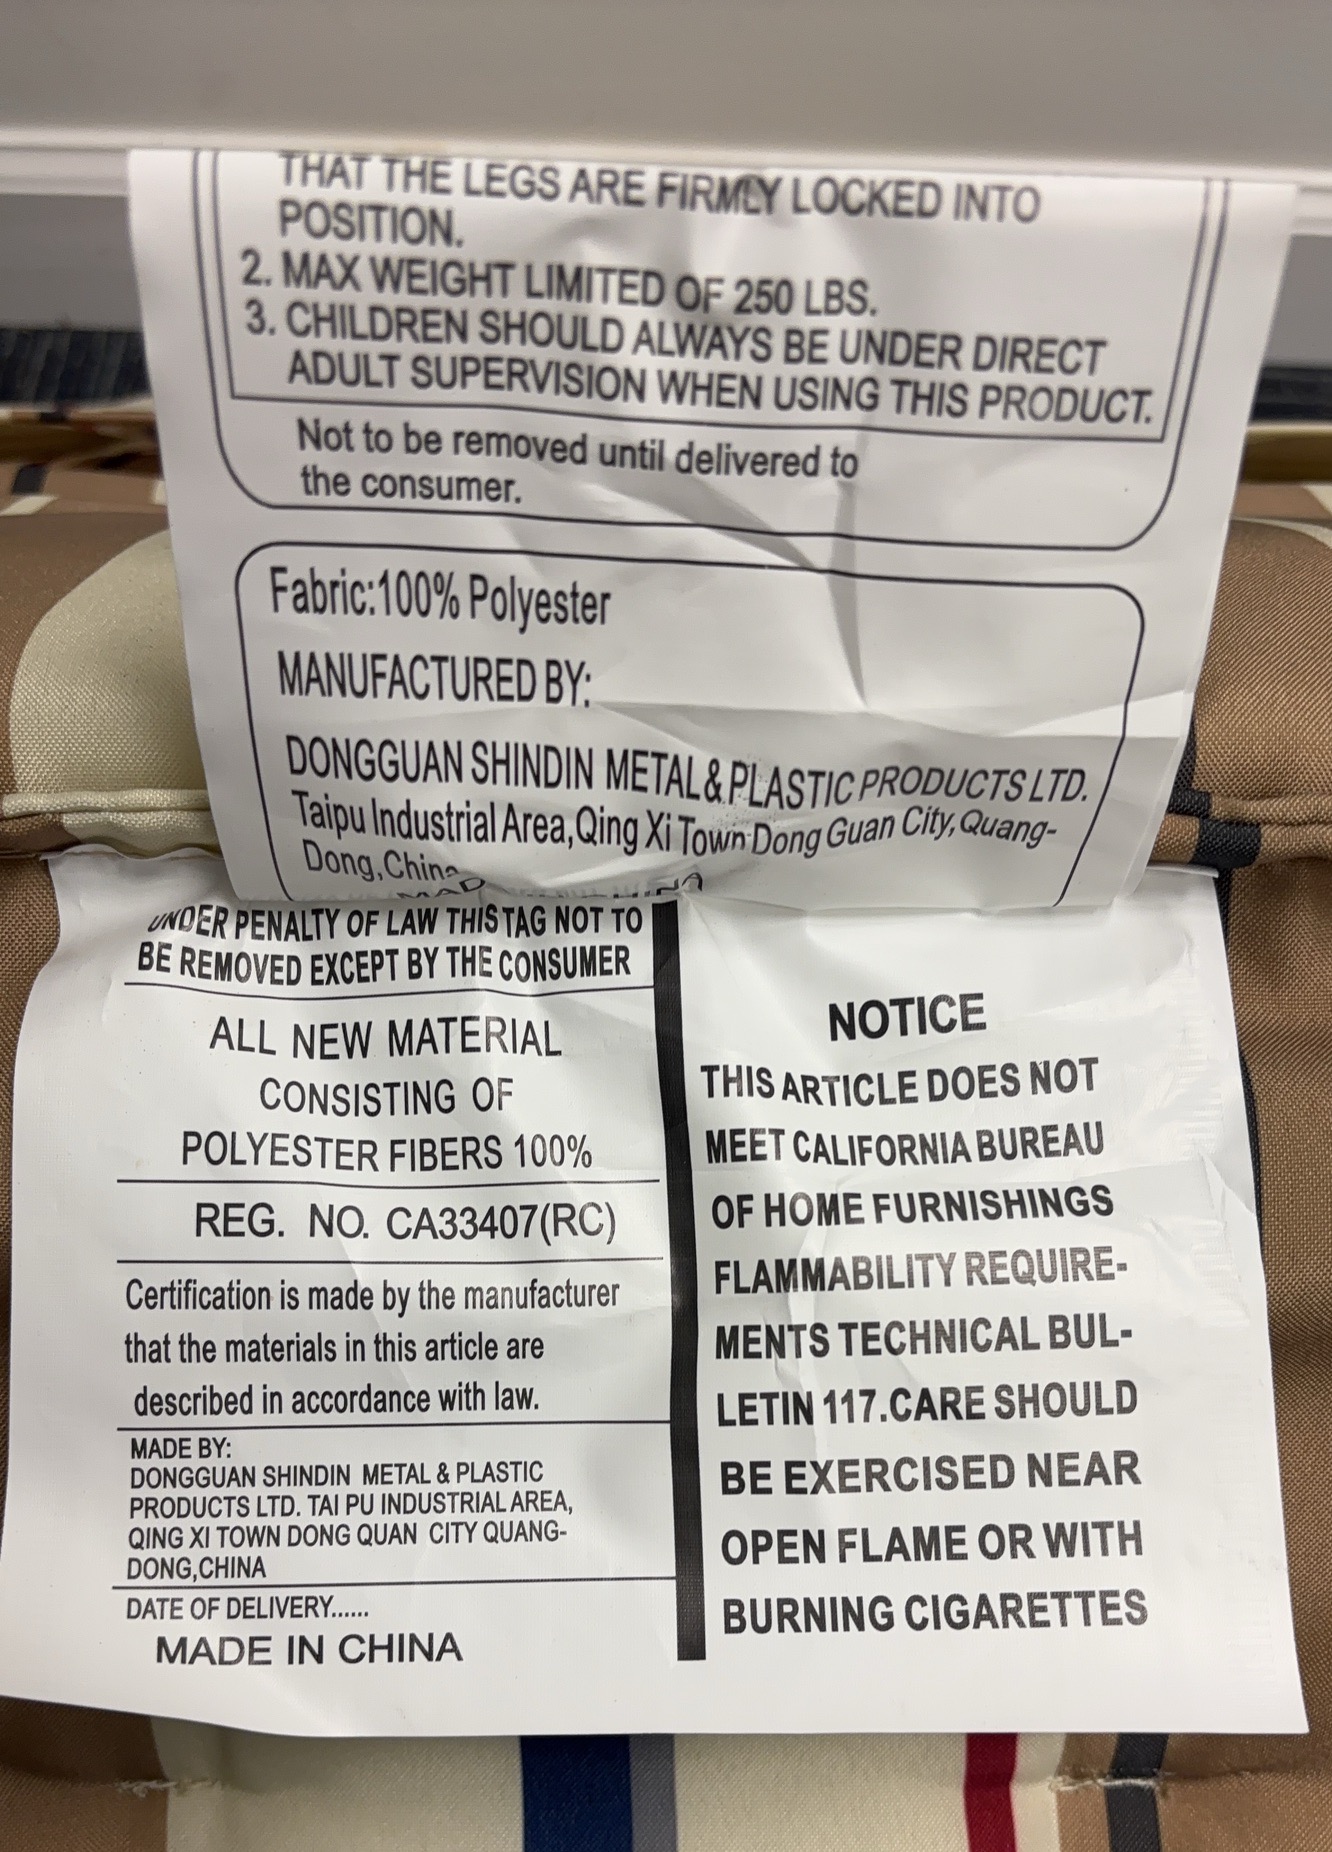 THAT THE LEGS ARE FIRMLY LOCKED INTO
POSITION.
2. MAX WEIGHT LIMITED OF 250 LBS.
3. CHILDREN SHOULD ALWAYS BE UNDER DIRECT
ADULT SUPERVISION WHEN USING THIS PRODUCT.
Not to be removed until delivered to
the consumer.
Fabric:100% Polyester
MANUFACTURED BY:
DONGGUAN SHINDIN METAL & PLASTIC PRODUCTS LTD.
Taipu Industrial Area, Qing Xi Town Dong Guan City, Quang-
Dong, China
UNDER PENALTY OF LAW THIS TAG NOT TO
BE REMOVED EXCEPT BY THE CONSUMER
ALL NEW MATERIAL
CONSISTING OF
POLYESTER FIBERS 100%
REG. NO. CA33407(RC)
Certification is made by the manufacturer
that the materials in this article are
described in accordance with law.
MADE BY:
DONGGUAN SHINDIN METAL & PLASTIC
PRODUCTS LTD. TAI PU INDUSTRIAL AREA,
QING XI TOWN DONG QUAN CITY QUANG-
DONG,CHINA
DATE OF DELIVERY......
MADE IN CHINA
NOTICE
THIS ARTICLE DOES NOT
MEET CALIFORNIA BUREAU
OF HOME FURNISHINGS
FLAMMABILITY REQUIRE-
MENTS TECHNICAL BUL-
LETIN 117.CARE SHOULD
BE EXERCISED NEAR
OPEN FLAME OR WITH
BURNING CIGARETTES